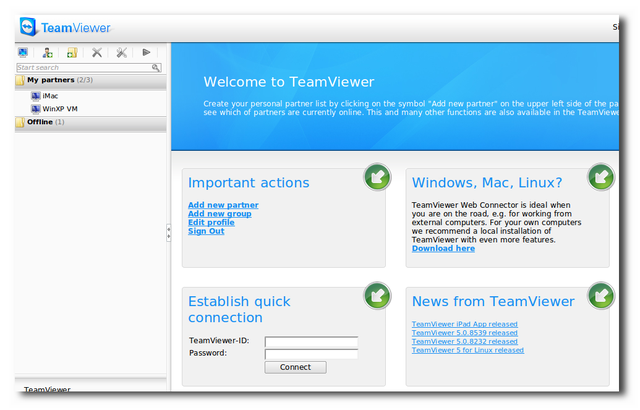 TeamViewer
Start search
My partners (2/3)
iMac
WinXP VM
Offline (1)
Welcome to TeamViewer
Create your personal partner list by clicking on the symbol "Add new partner" on the upper left side of the
see which of partners are currently online. This and many other functions are also available in the
Important actions
Add new partner
Add new group
Edit profile
Sign Out
Windows, Mac, Linux?
TeamViewer Web Connector is ideal when
you are on the road, e.g. for working from
external computers. For your own computers
we recommend a local installation of
TeamViewer with even more features.
Download here
Establish quick
connection
TeamViewer-ID:
Password:
Connect
News from TeamViewer
TeamViewer iPad App released
TeamViewer 5.0.8539 released
TeamViewer 5.0.8232 released
TeamViewer 5 for Linux released
TeamViewer